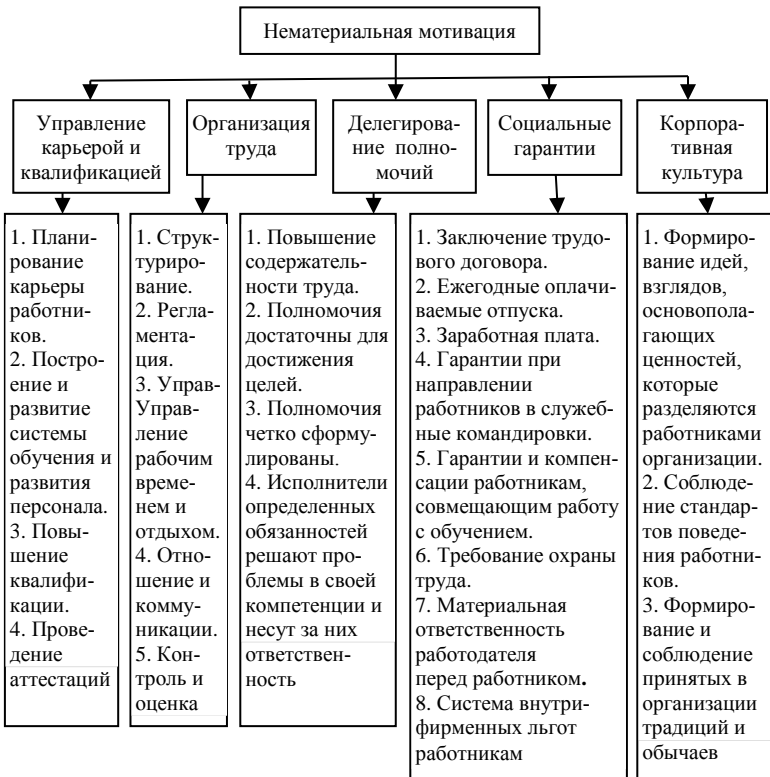 Нематериальная мотивация
Управление
карьерой и
квалификацией
Организация
труда
Делегирова-
ние полно-
мочий
Социальные
гарантии
Корпора-
тивная
культура
1. Плани-
рование
карьеры
работни-
ков.
2. Постро-
ение и
развитие
системы
обучения и
развития
персонала.
3. Повы-
шение
квалифи-
кации.
4. Прове-
дение
аттестаций
1. Струк-
туриро-
вание.
2. Регла-
мента-
ция.
3. Управ-
Управ-
ление
рабочим
време-
нем и
отдыхом.
4. Отно-
шение и
комму-
никации.
5. Кон-
троль и
оценка
1. Повышение
содержатель-
ности труда.
2. Полномочия
достаточны для
достижения
целей.
3. Полномочия
четко сформу-
лированы.
4. Исполнители
определенных
обязанностей
решают про-
блемы в своей
компетенции и
несут за них
ответствен-
ность
1. Заключение трудо-
вого договора.
2. Ежегодные оплачи-
ваемые отпуска.
3. Заработная плата.
4. Гарантии при
направлении
работников в служеб-
ные командировки.
5. Гарантии и компен-
сации работникам,
совмещающим работу
с обучением.
6. Требование охраны
труда.
7. Материальная
ответственность
работодателя
перед работником.
8. Система внутри-
фирменных льгот
работникам
1. Формиро-
вание идей,
взглядов,
основопола-
гающих
ценностей,
которые
разделяются
работниками
организации.
2. Соблюде-
ние стандар-
тов поведе-
ния работни-
ков.
3. Формиро-
вание и
соблюдение
принятых в
организации
традиций и
обычаев